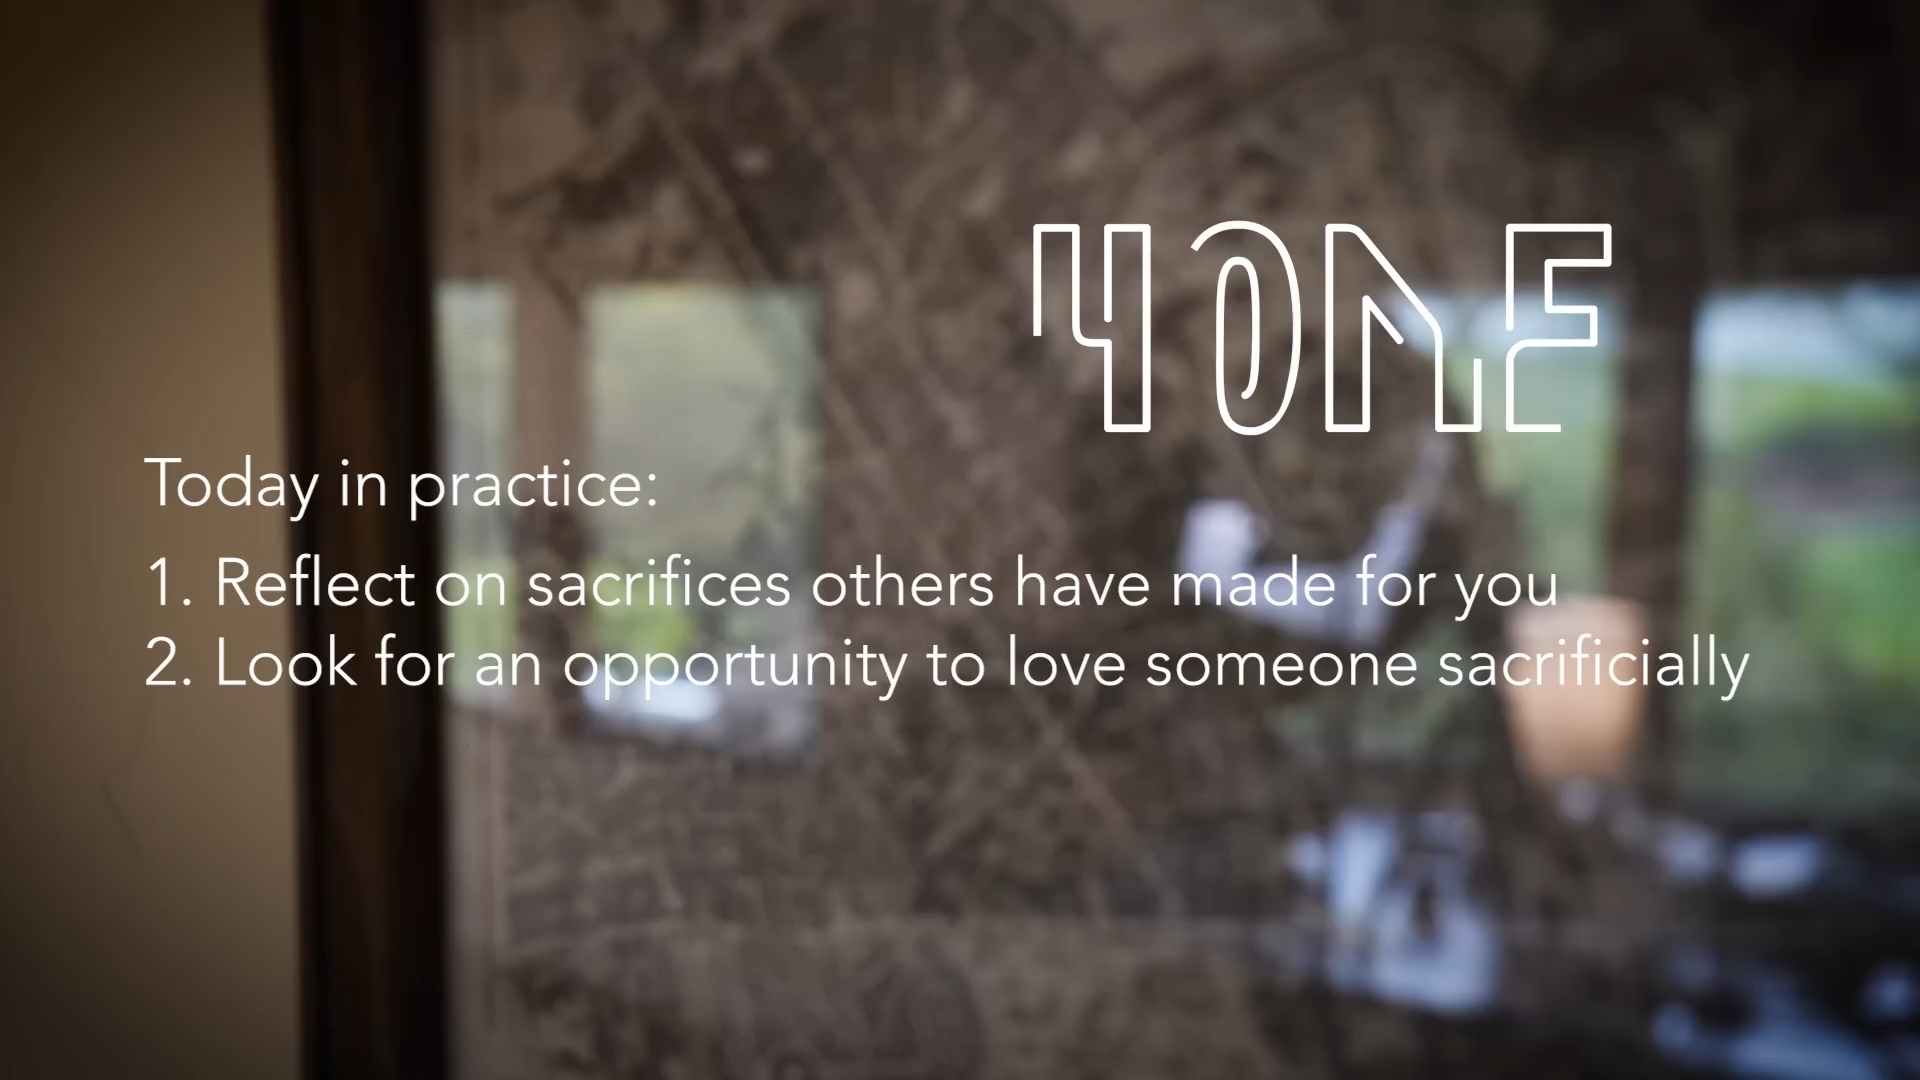 Today in practice:
1. Reflect on sacrifices others have made for you
2. Look for an opportunity to love someone sacrificially